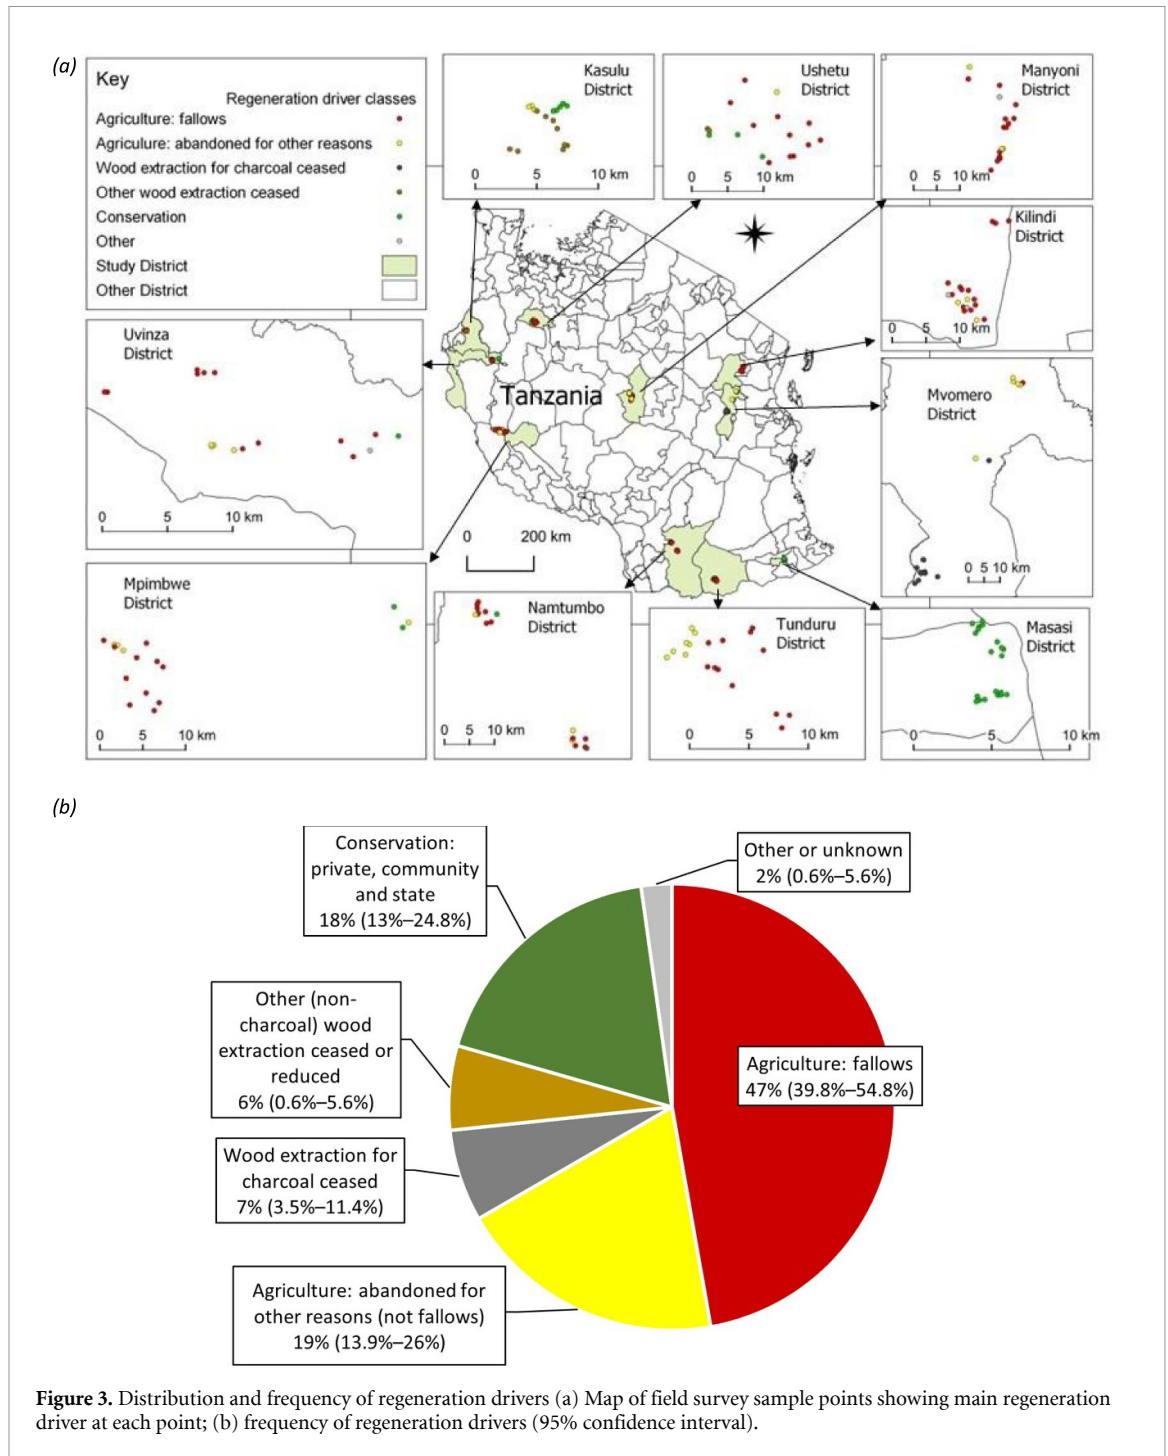 (a)
Key
Regeneration driver classes
Agriculture: fallows
Agriculure: abandoned for other reasons
Wood extraction for charcoal ceased
Other wood extraction ceased
Conservation
Other
Study District
Other District
Kasulu
District
0 5 10 km
Ushetu
District
0 5 10 km
Manyoni
District
0 5 10 km
Kilindi
District
0 5 10 km
Uvinza
District
0 5 10 km
Tanzania
0 200 km
Mvomero
District
0 5 10 km
Mpimbwe
District
0 5 10 km
Namtumbo
District
0 5 10 km
Tunduru
District
0 5 10 km
Masasi
District
0 5 10 km
(b)
Conservation:
private, community
and state
18% (13%–24.8%)
Other or unknown
2% (0.6%–5.6%)
Other (non-
charcoal) wood
extraction ceased or
reduced
6% (0.6%–5.6%)
Agriculture: fallows
47% (39.8%–54.8%)
Wood extraction for
charcoal ceased
7% (3.5%–11.4%)
Agriculture: abandoned for
other reasons (not fallows)
19% (13.9%–26%)
Figure 3. Distribution and frequency of regeneration drivers (a) Map of field survey sample points showing main regeneration
driver at each point; (b) frequency of regeneration drivers (95% confidence interval).